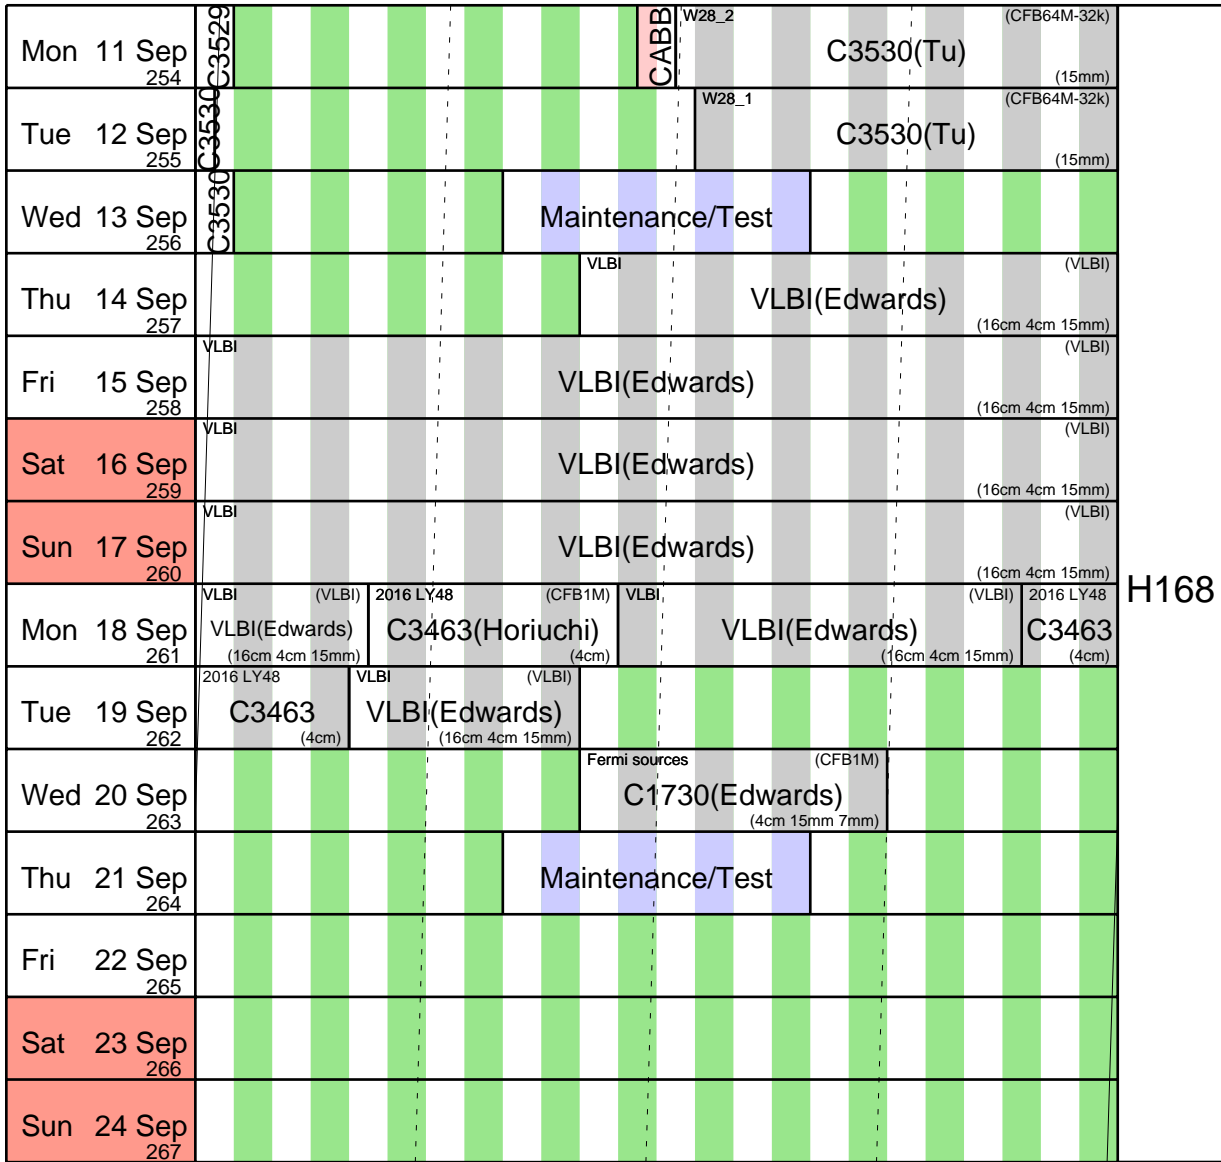 Mon 11 Sep
254
C3529
CABB
W28_2
(CFB64M-32k)
C3530(Tu)
(15mm)
Tue 12 Sep
255
C3530
W28_1
(CFB64M-32k)
C3530(Tu)
(15mm)
Wed 13 Sep
256
C3530
Maintenance/Test
Thu 14 Sep
257
VLBI
(VLBI)
VLBI(Edwards)
(16cm 4cm 15mm)
Fri 15 Sep
258
VLBI
(VLBI)
VLBI(Edwards)
(16cm 4cm 15mm)
Sat 16 Sep
259
VLBI
(VLBI)
VLBI(Edwards)
(16cm 4cm 15mm)
Sun 17 Sep
260
VLBI
(VLBI)
VLBI(Edwards)
(16cm 4cm 15mm)
H168
Mon 18 Sep
261
VLBI
(VLBI)
VLBI(Edwards)
(16cm 4cm 15mm)
2016 LY48
(CFB1M)
C3463(Horiuchi)
(4cm)
VLBI
(VLBI)
VLBI(Edwards)
(16cm 4cm 15mm)
2016 LY48
C3463
(4cm)
Tue 19 Sep
262
2016 LY48
C3463
(4cm)
VLBI
(VLBI)
VLBI(Edwards)
(16cm 4cm 15mm)
Wed 20 Sep
263
Fermi sources
(CFB1M)
C1730(Edwards)
(4cm 15mm 7mm)
Thu 21 Sep
264
Maintenance/Test
Fri 22 Sep
265
Sat 23 Sep
266
Sun 24 Sep
267